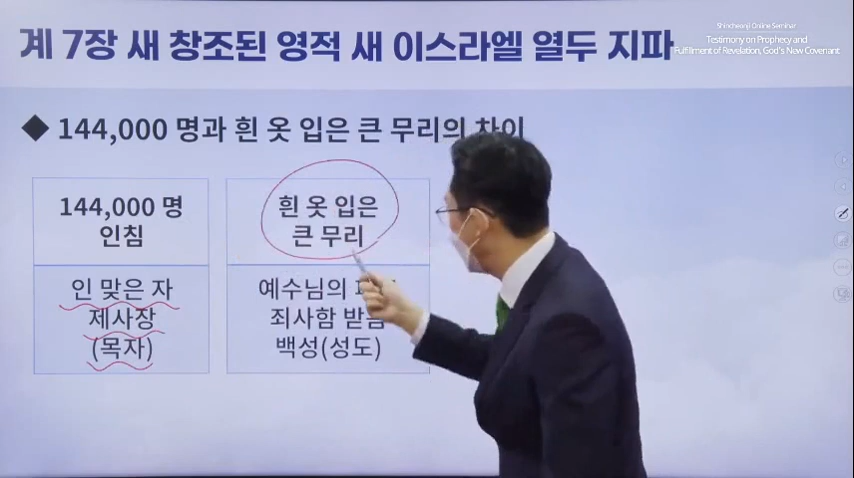 Shincheonji Online Seminar
Testimony on Prophecy and
Fulfillment of Revelation, God's New Covenant
계 7장 새 창조된 영적 새 이스라엘 열두 지파
◆ 144,000 명과 흰 옷 입은 큰 무리의 차이
144,000 명
인침
흰 옷 입은
큰 무리
인 맞은 자
제사장
(목자)
예수님의
죄사함 받음
백성(성도)